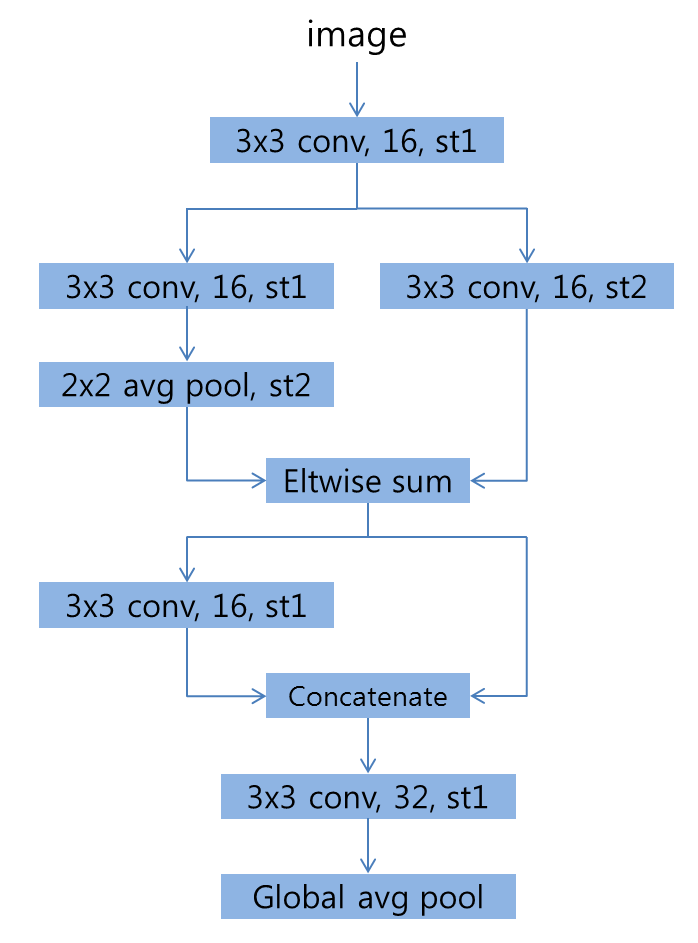 image
3x3 conv, 16, st1
3x3 conv, 16, st1
3x3 conv, 16, st2
2x2 avg pool, st2
Eltwise sum
3x3 conv, 16, st1
Concatenate
3x3 conv, 32, st1
Global avg pool